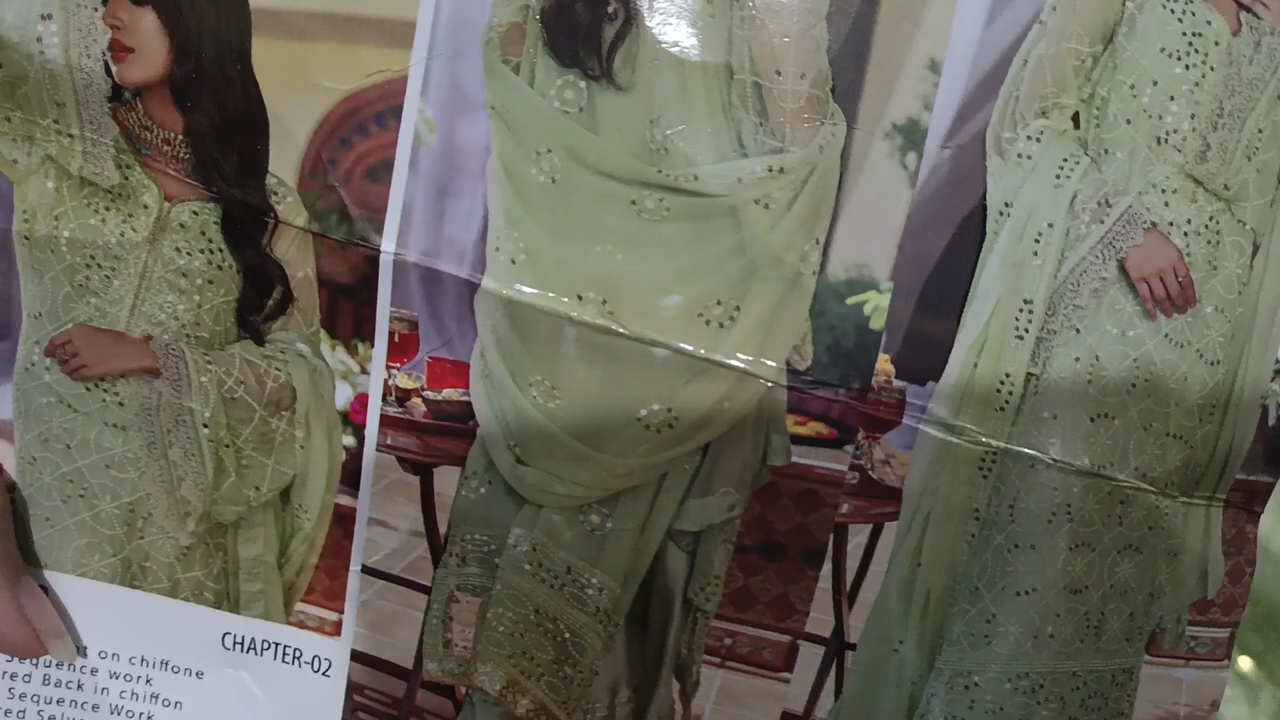 CHAPTER-02
on chiffone
Sequence work
red Back in chiffon
Sequence Work